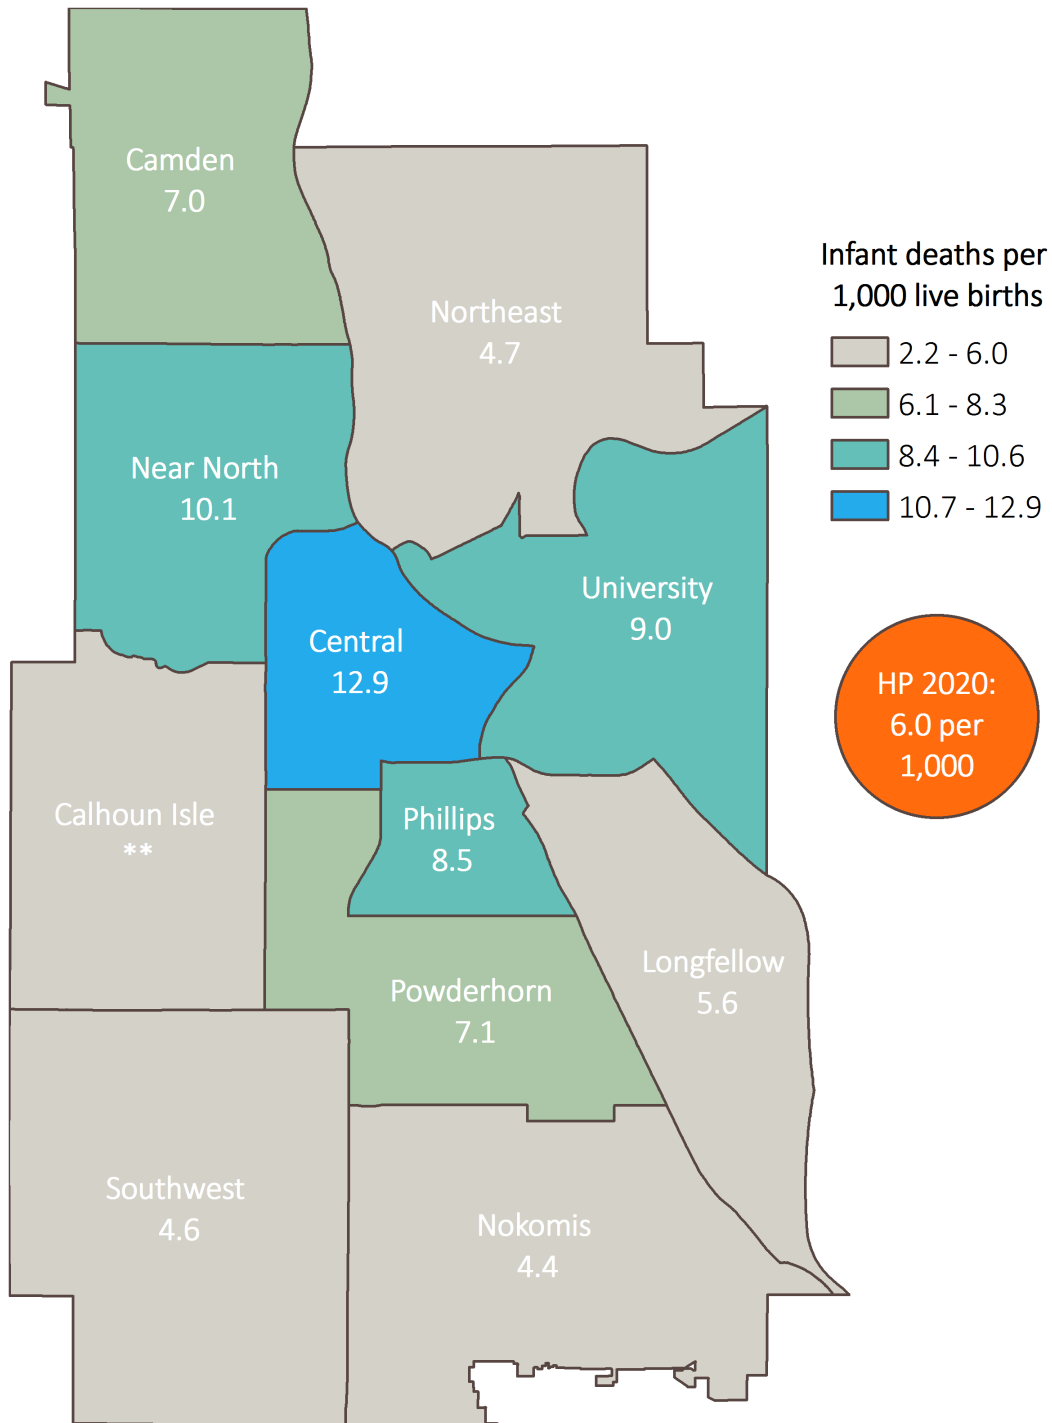 Camden
7.0
Northeast
4.7
Near North
10.1
University
9.0
Central
12.9
Calhoun Isle
**
Phillips
8.5
Longfellow
5.6
Powderhorn
7.1
Southwest
4.6
Nokomis
4.4
Infant deaths per
1,000 live births
2.2 - 6.0
6.1 - 8.3
8.4 - 10.6
10.7 - 12.9
HP 2020:
6.0 per
1,000